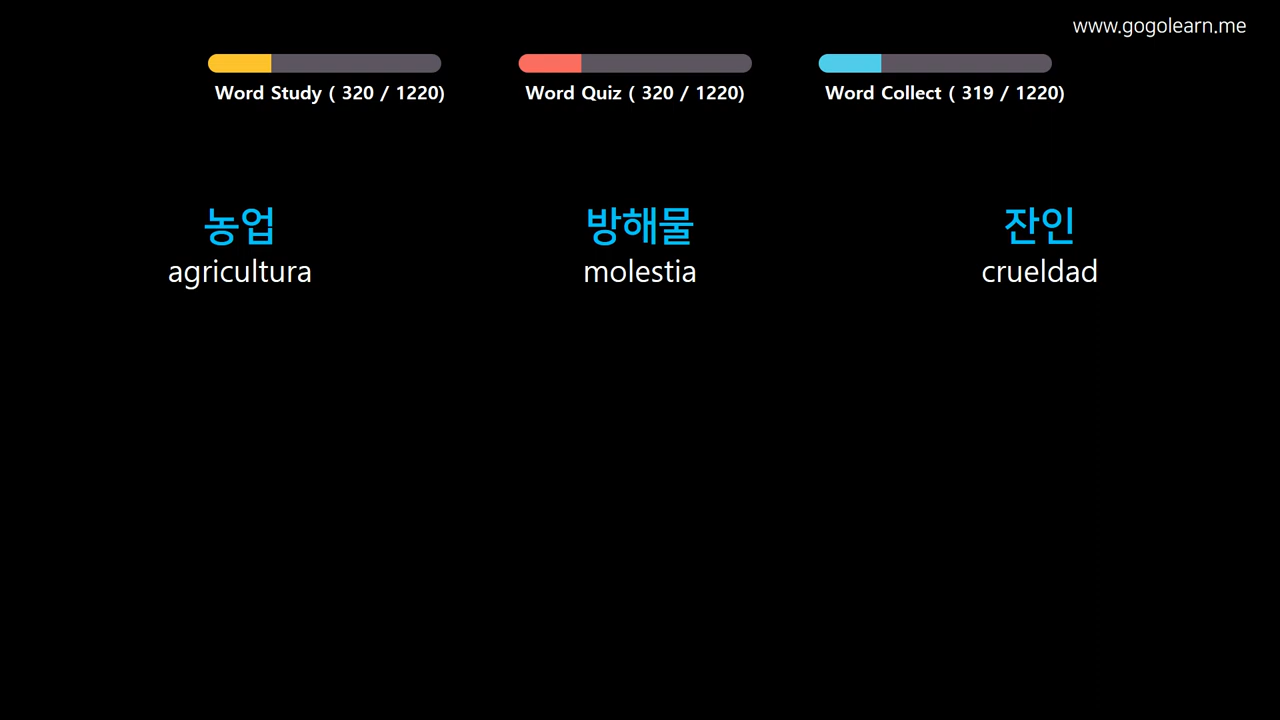 www.gogolearn.me
Word Study ( 320 / 1220)
Word Quiz ( 320 / 1220)
Word Collect ( 319 / 1220)
농업
agricultura
방해물
molestia
잔인
crueldad